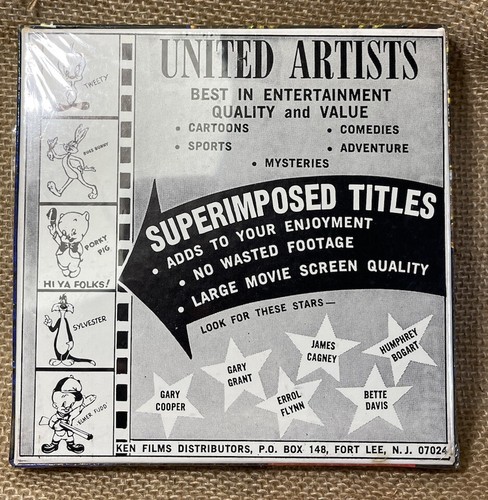 UNITED ARTISTS
BEST IN ENTERTAINMENT
QUALITY and VALUE
• CARTOONS
• COMEDIES
• SPORTS
• ADVENTURE
• MYSTERIES
SUPERIMPOSED TITLES
• ADDS TO YOUR ENJOYMENT
• NO WASTED FOOTAGE
• LARGE MOVIE SCREEN QUALITY
LOOK FOR THESE STARS—
GARY
COOPER
GARY
GRANT
JAMES
CAGNEY
ERROL
FLYNN
HUMPHREY
BOGART
BETTE
DAVIS
TWEETY
BUGS BUNNY
PORKY
PIG
HI YA FOLKS!
SYLVESTER
ELMER FUDD
KEN FILMS DISTRIBUTORS, P.O. BOX 148, FORT LEE, N.J. 07024